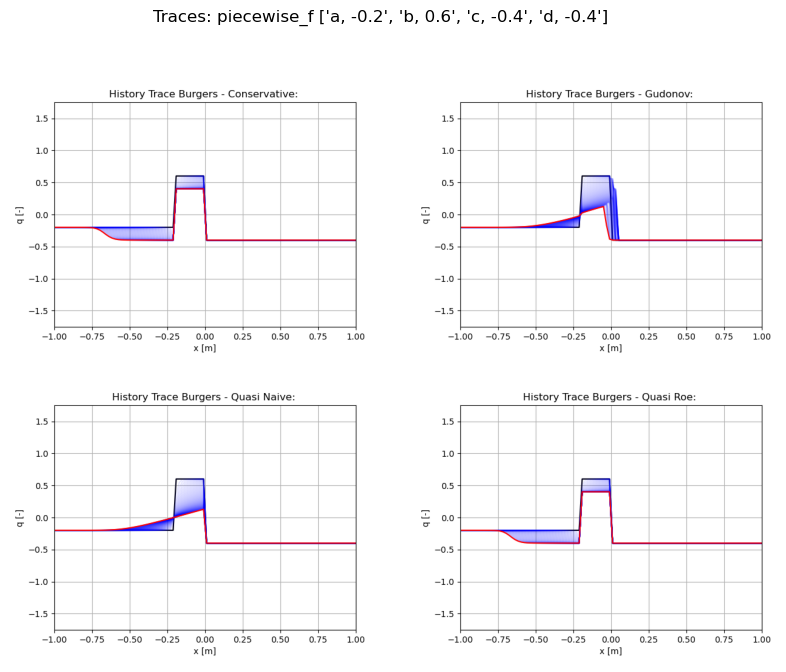 Traces: piecewise_f ['a, -0.2', 'b, 0.6', 'c, -0.4', 'd, -0.4']
History Trace Burgers - Conservative:
1.5
1.0
0.5
0.0
−0.5
−1.0
−1.5
q [-]
−1.00 −0.75 −0.50 −0.25 0.00 0.25 0.50 0.75 1.00
x [m]
History Trace Burgers - Gudonov:
1.5
1.0
0.5
0.0
−0.5
−1.0
−1.5
q [-]
−1.00 −0.75 −0.50 −0.25 0.00 0.25 0.50 0.75 1.00
x [m]
History Trace Burgers - Quasi Naive:
1.5
1.0
0.5
0.0
−0.5
−1.0
−1.5
q [-]
−1.00 −0.75 −0.50 −0.25 0.00 0.25 0.50 0.75 1.00
x [m]
History Trace Burgers - Quasi Roe:
1.5
1.0
0.5
0.0
−0.5
−1.0
−1.5
q [-]
−1.00 −0.75 −0.50 −0.25 0.00 0.25 0.50 0.75 1.00
x [m]